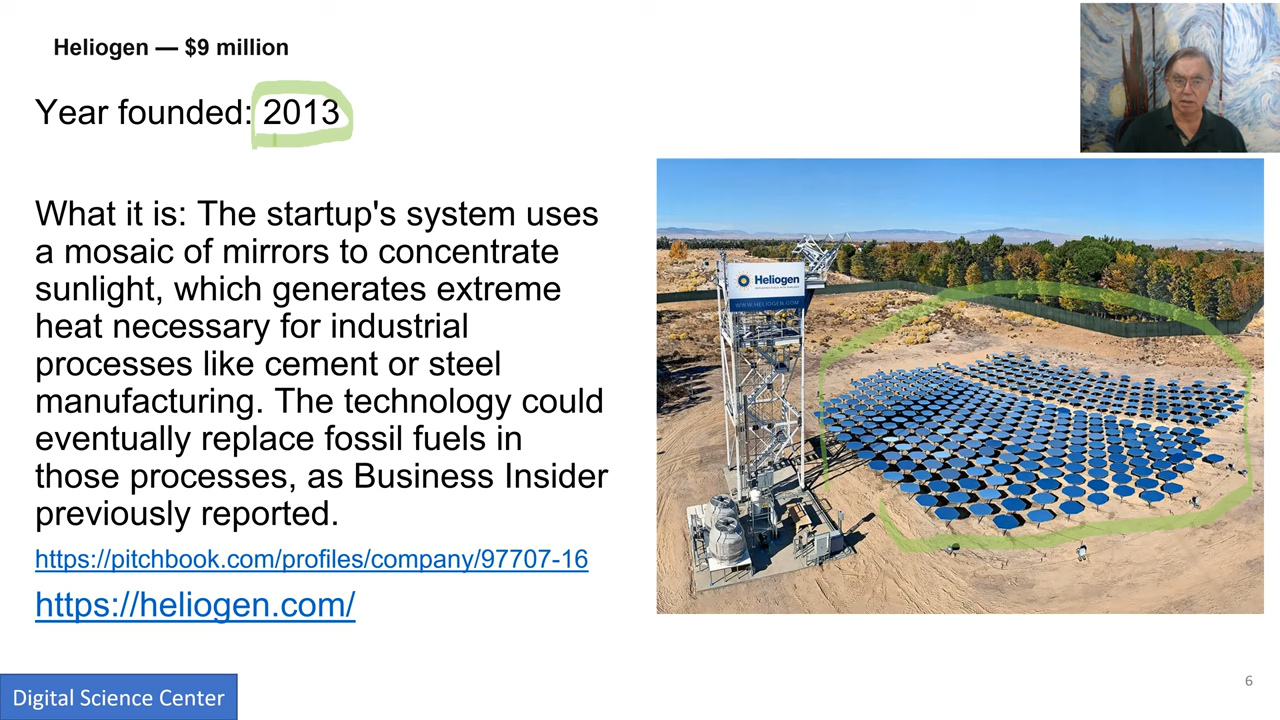 Heliogen — $9 million
Year founded: 2013
What it is: The startup's system uses
a mosaic of mirrors to concentrate
sunlight, which generates extreme
heat necessary for industrial
processes like cement or steel
manufacturing. The technology could
eventually replace fossil fuels in
those processes, as Business Insider
previously reported.
https://pitchbook.com/profiles/company/97707-16
https://heliogen.com/
Heliogen
WWW.HELIOGEN.COM
Digital Science Center
6